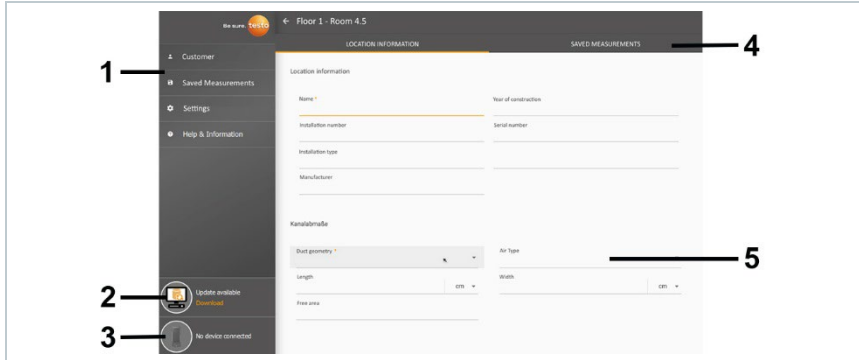 Be sure. testo
← Floor 1 - Room 4.5
LOCATION INFORMATION
SAVED MEASUREMENTS
4
1
Customer
Saved Measurements
Settings
Help & Information
Location information
Name *
Year of construction
Installation number
Serial number
Installation type
Manufacturer
Kanalabmaße
Duct geometry *
Air Type
5
Length
cm
Width
cm
Free area
2
Update available
Download
3
No device connected